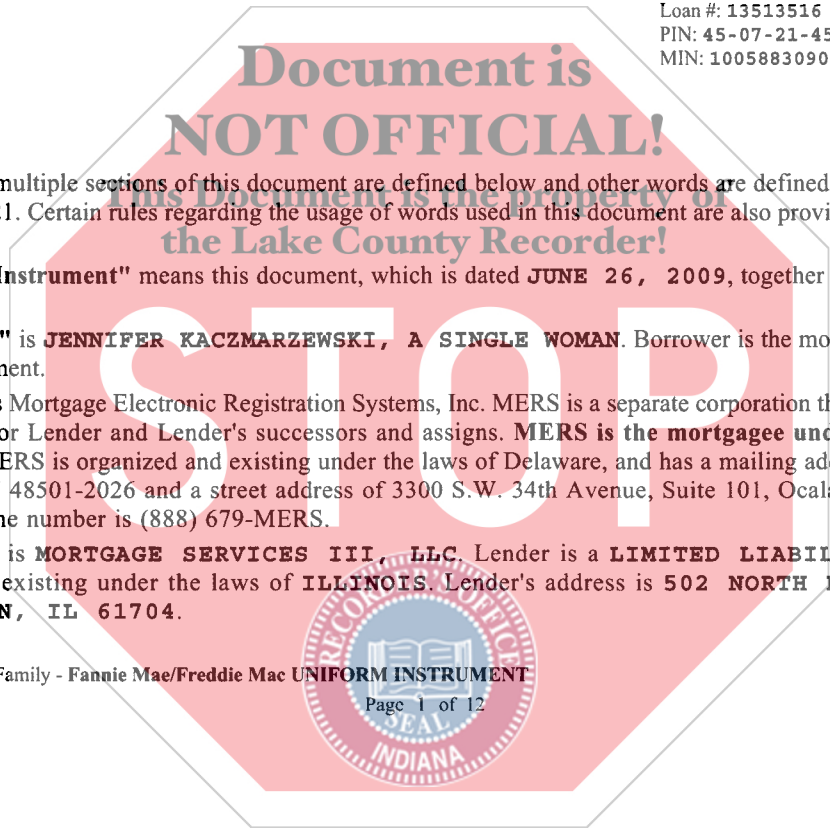 Loan #: 13513516
PIN: 45-07-21-45
MIN: 1005883090
Document is
NOT OFFICIAL!
multiple sections of this document are defined below and other words are defined
This Document is the property of
1. Certain rules regarding the usage of words used in this document are also provi
the Lake County Recorder!
Instrument" means this document, which is dated JUNE 26, 2009, together
" is JENNIFER KACZMARZEWSKI, A SINGLE WOMAN. Borrower is the mo
ment.
s Mortgage Electronic Registration Systems, Inc. MERS is a separate corporation th
or Lender and Lender's successors and assigns. MERS is the mortgagee und
ERS is organized and existing under the laws of Delaware, and has a mailing add
48501-2026 and a street address of 3300 S.W. 34th Avenue, Suite 101, Ocala
ne number is (888) 679-MERS.
STOP
is MORTGAGE SERVICES III, LLC. Lender is a LIMITED LIABIL
existing under the laws of ILLINOIS. Lender's address is 502 NORTH
N, IL 61704.
RECORDER'S OFFICE
Family - Fannie Mae/Freddie Mac UNIFORM INSTRUMENT
Page 1 of 12
SEAL
INDIANA